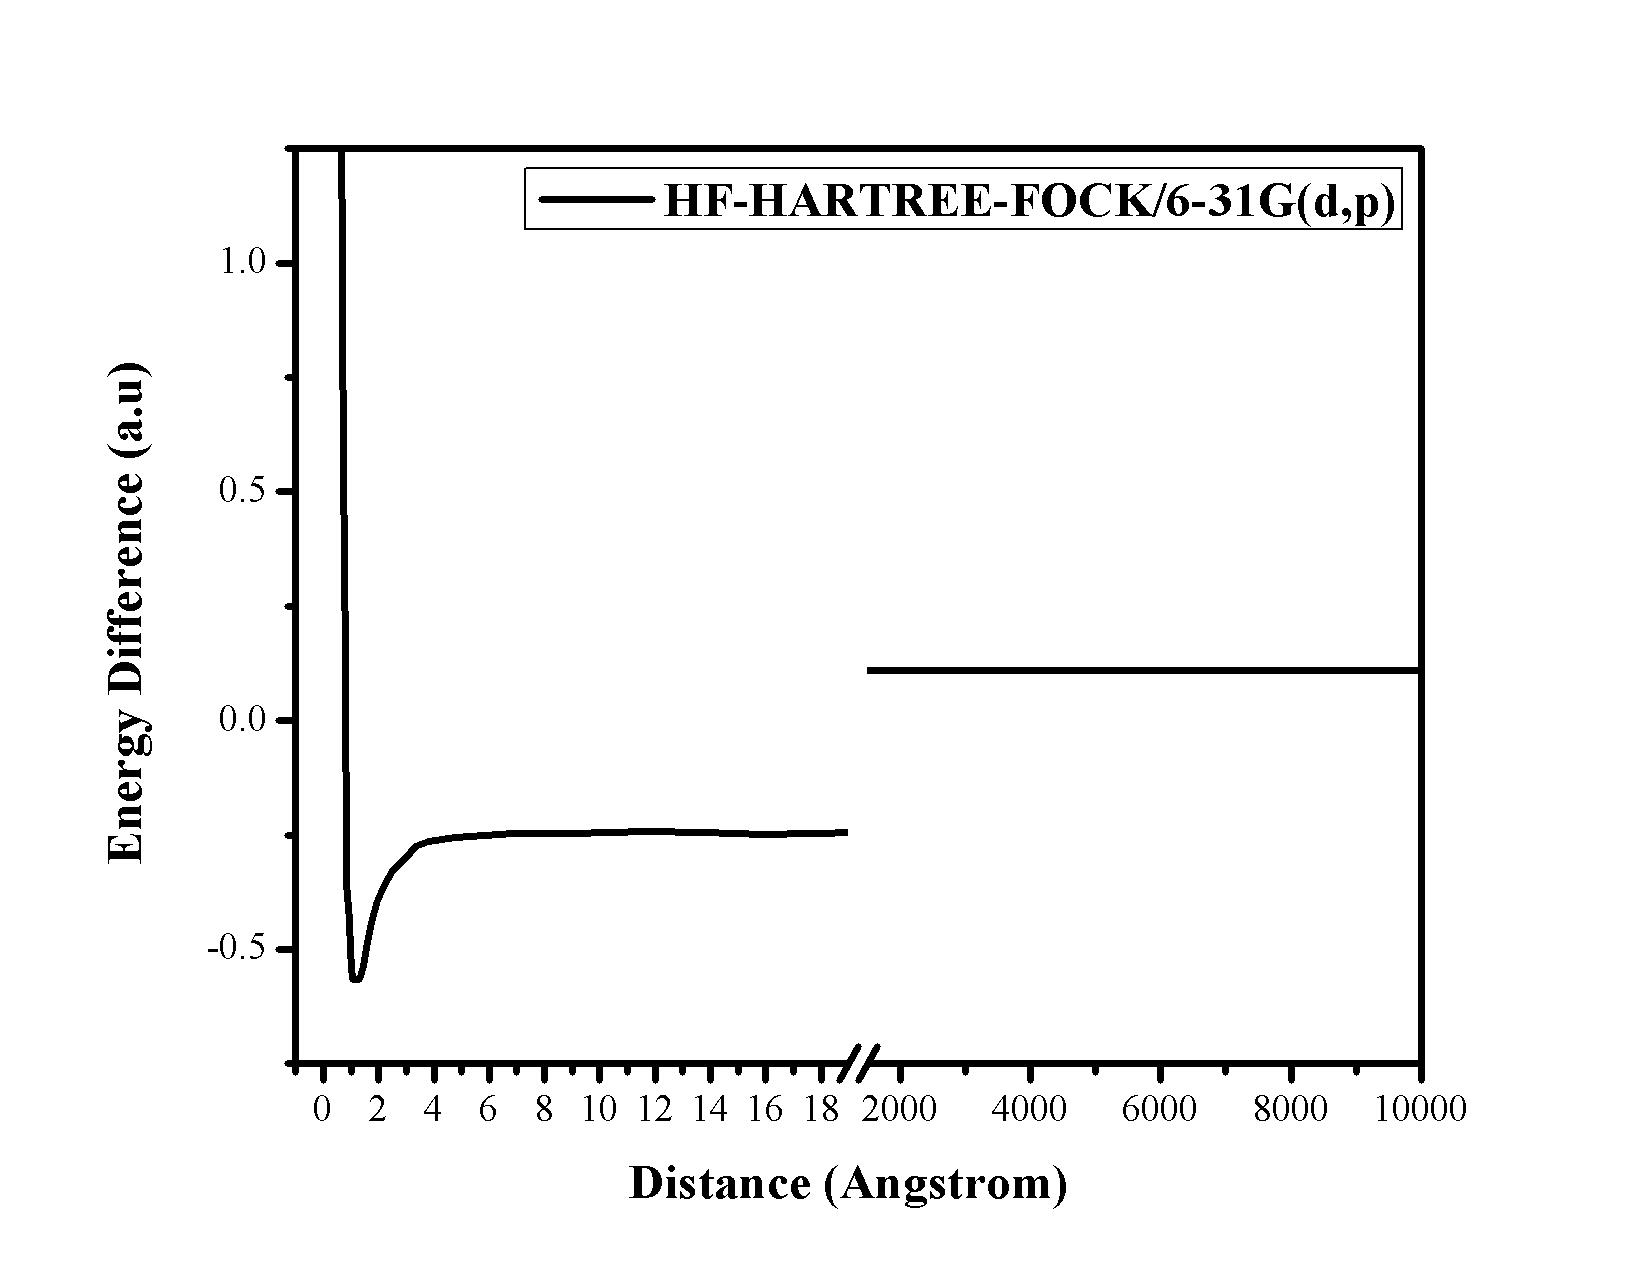 HF-HARTREE-FOCK/6-31G(d,p)
1.0
0.5
0.0
-0.5
Energy Difference (a.u)
0 2 4 6 8 10 12 14 16 18 2000 4000 6000 8000 10000
Distance (Angstrom)